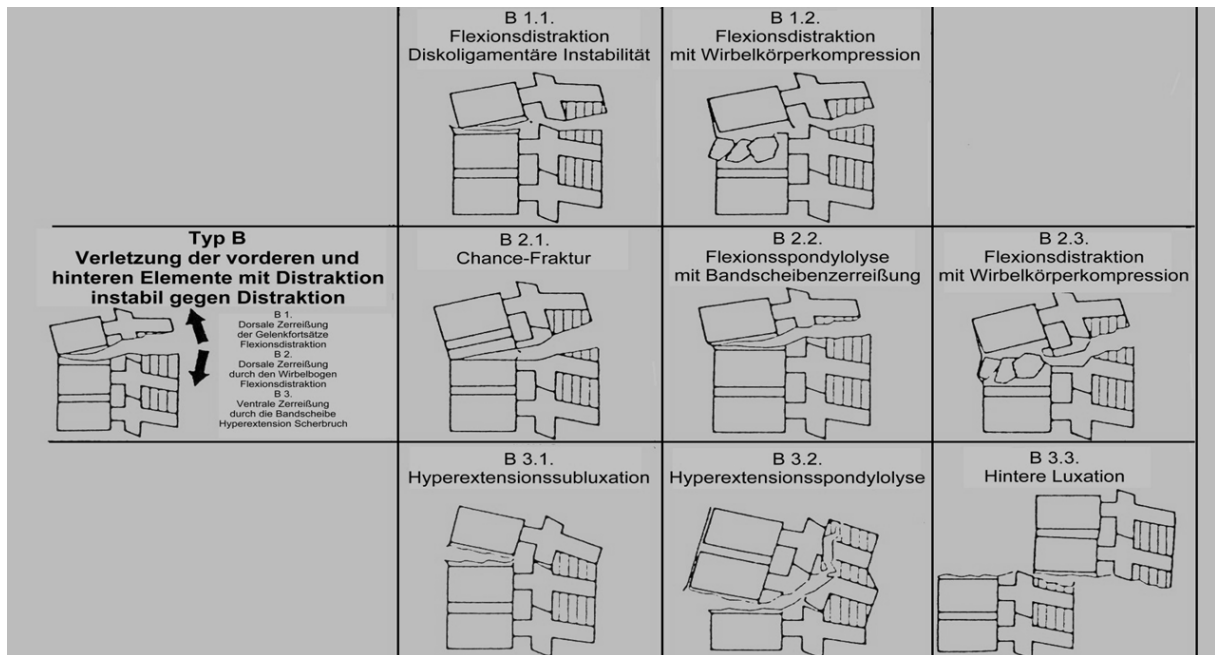 B 1.1.
Flexionsdistraktion
Diskoligamentäre Instabilität
B 1.2.
Flexionsdistraktion
mit Wirbelkörperkompression
Typ B
Verletzung der vorderen und
hinteren Elemente mit Distraktion
instabil gegen Distraktion
B 1.
Dorsale Zerreißung
der Gelenkfortsätze
Flexionsdistraktion
B 2.
Dorsale Zerreißung
durch den Wirbelbogen
Flexionsdistraktion
B 3.
Ventrale Zerreißung
durch die Bandscheibe
Hyperextension Scherbruch
B 2.1.
Chance-Fraktur
B 2.2.
Flexionsspondylolyse
mit Bandscheibenzerreißung
B 2.3.
Flexionsdistraktion
mit Wirbelkörperkompression
B 3.1.
Hyperextensionssubluxation
B 3.2.
Hyperextensionsspondylolyse
B 3.3.
Hintere Luxation